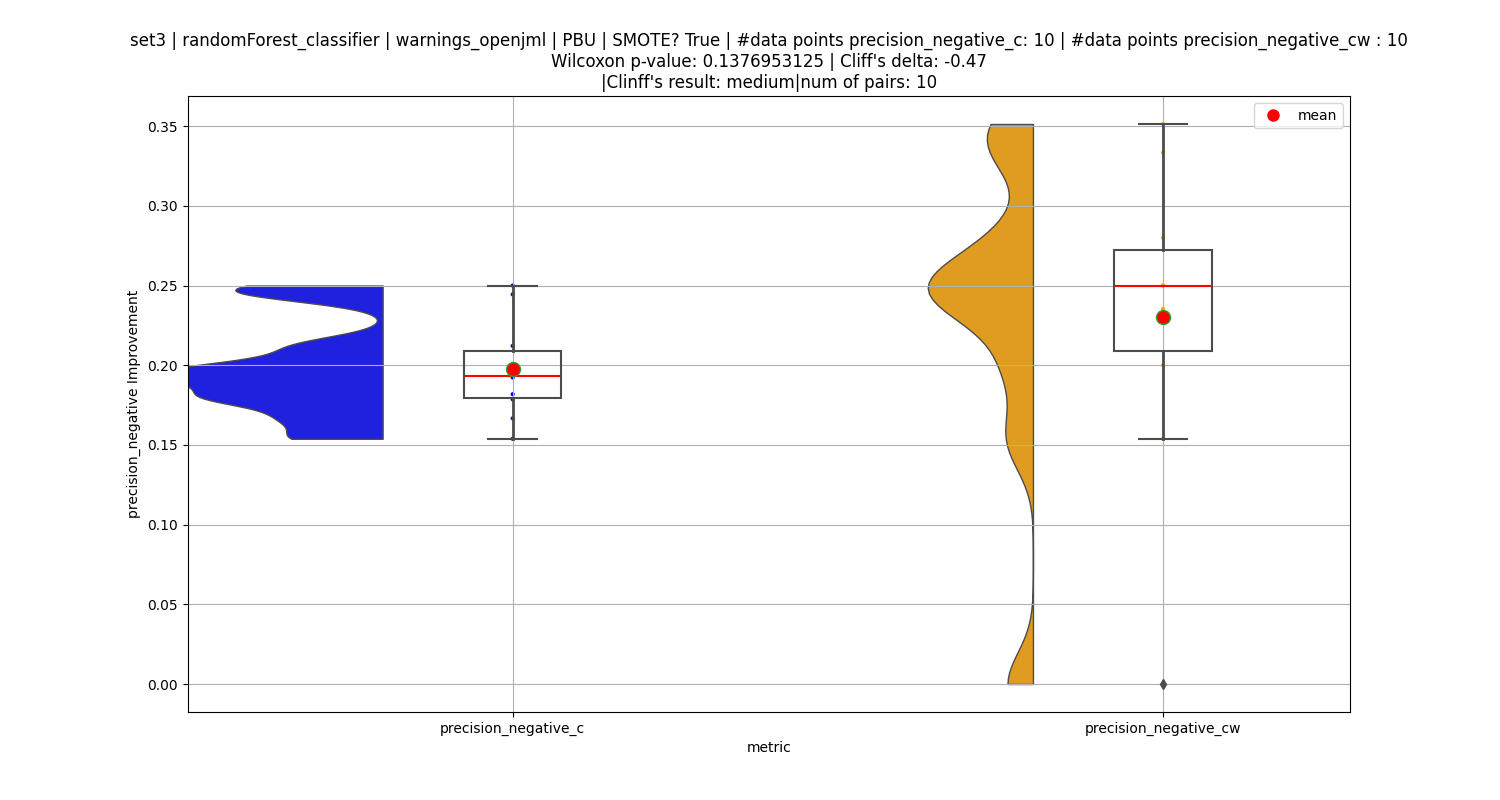 set3 | randomForest_classifier | warnings_openjml | PBU | SMOTE? True | #data points precision_negative_c: 10 | #data points precision_negative_cw : 10
Wilcoxon p-value: 0.1376953125 | Cliff's delta: -0.47
|Clinff's result: medium|num of pairs: 10
mean
0.35
0.30
0.25
0.20
0.15
0.10
0.05
0.00
precision_negative Improvement
precision_negative_c
precision_negative_cw
metric